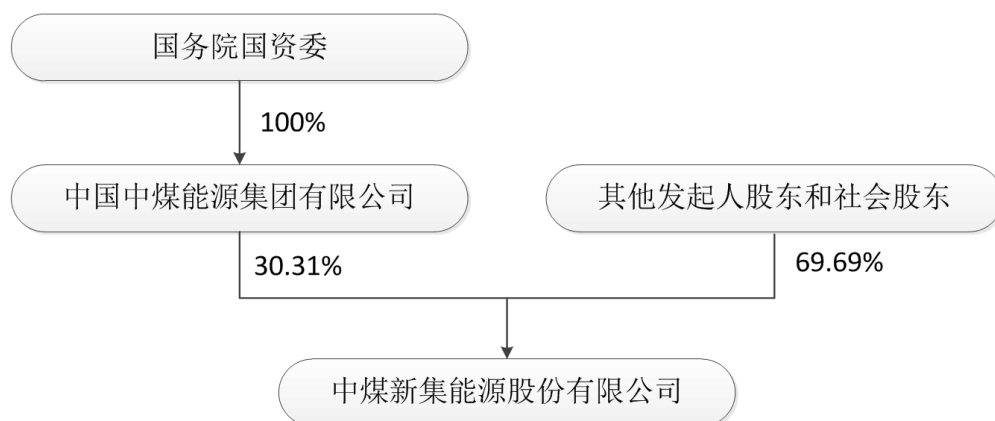 国务院国资委
100%
中国中煤能源集团有限公司
其他发起人股东和社会股东
30.31%
69.69%
中煤新集能源股份有限公司